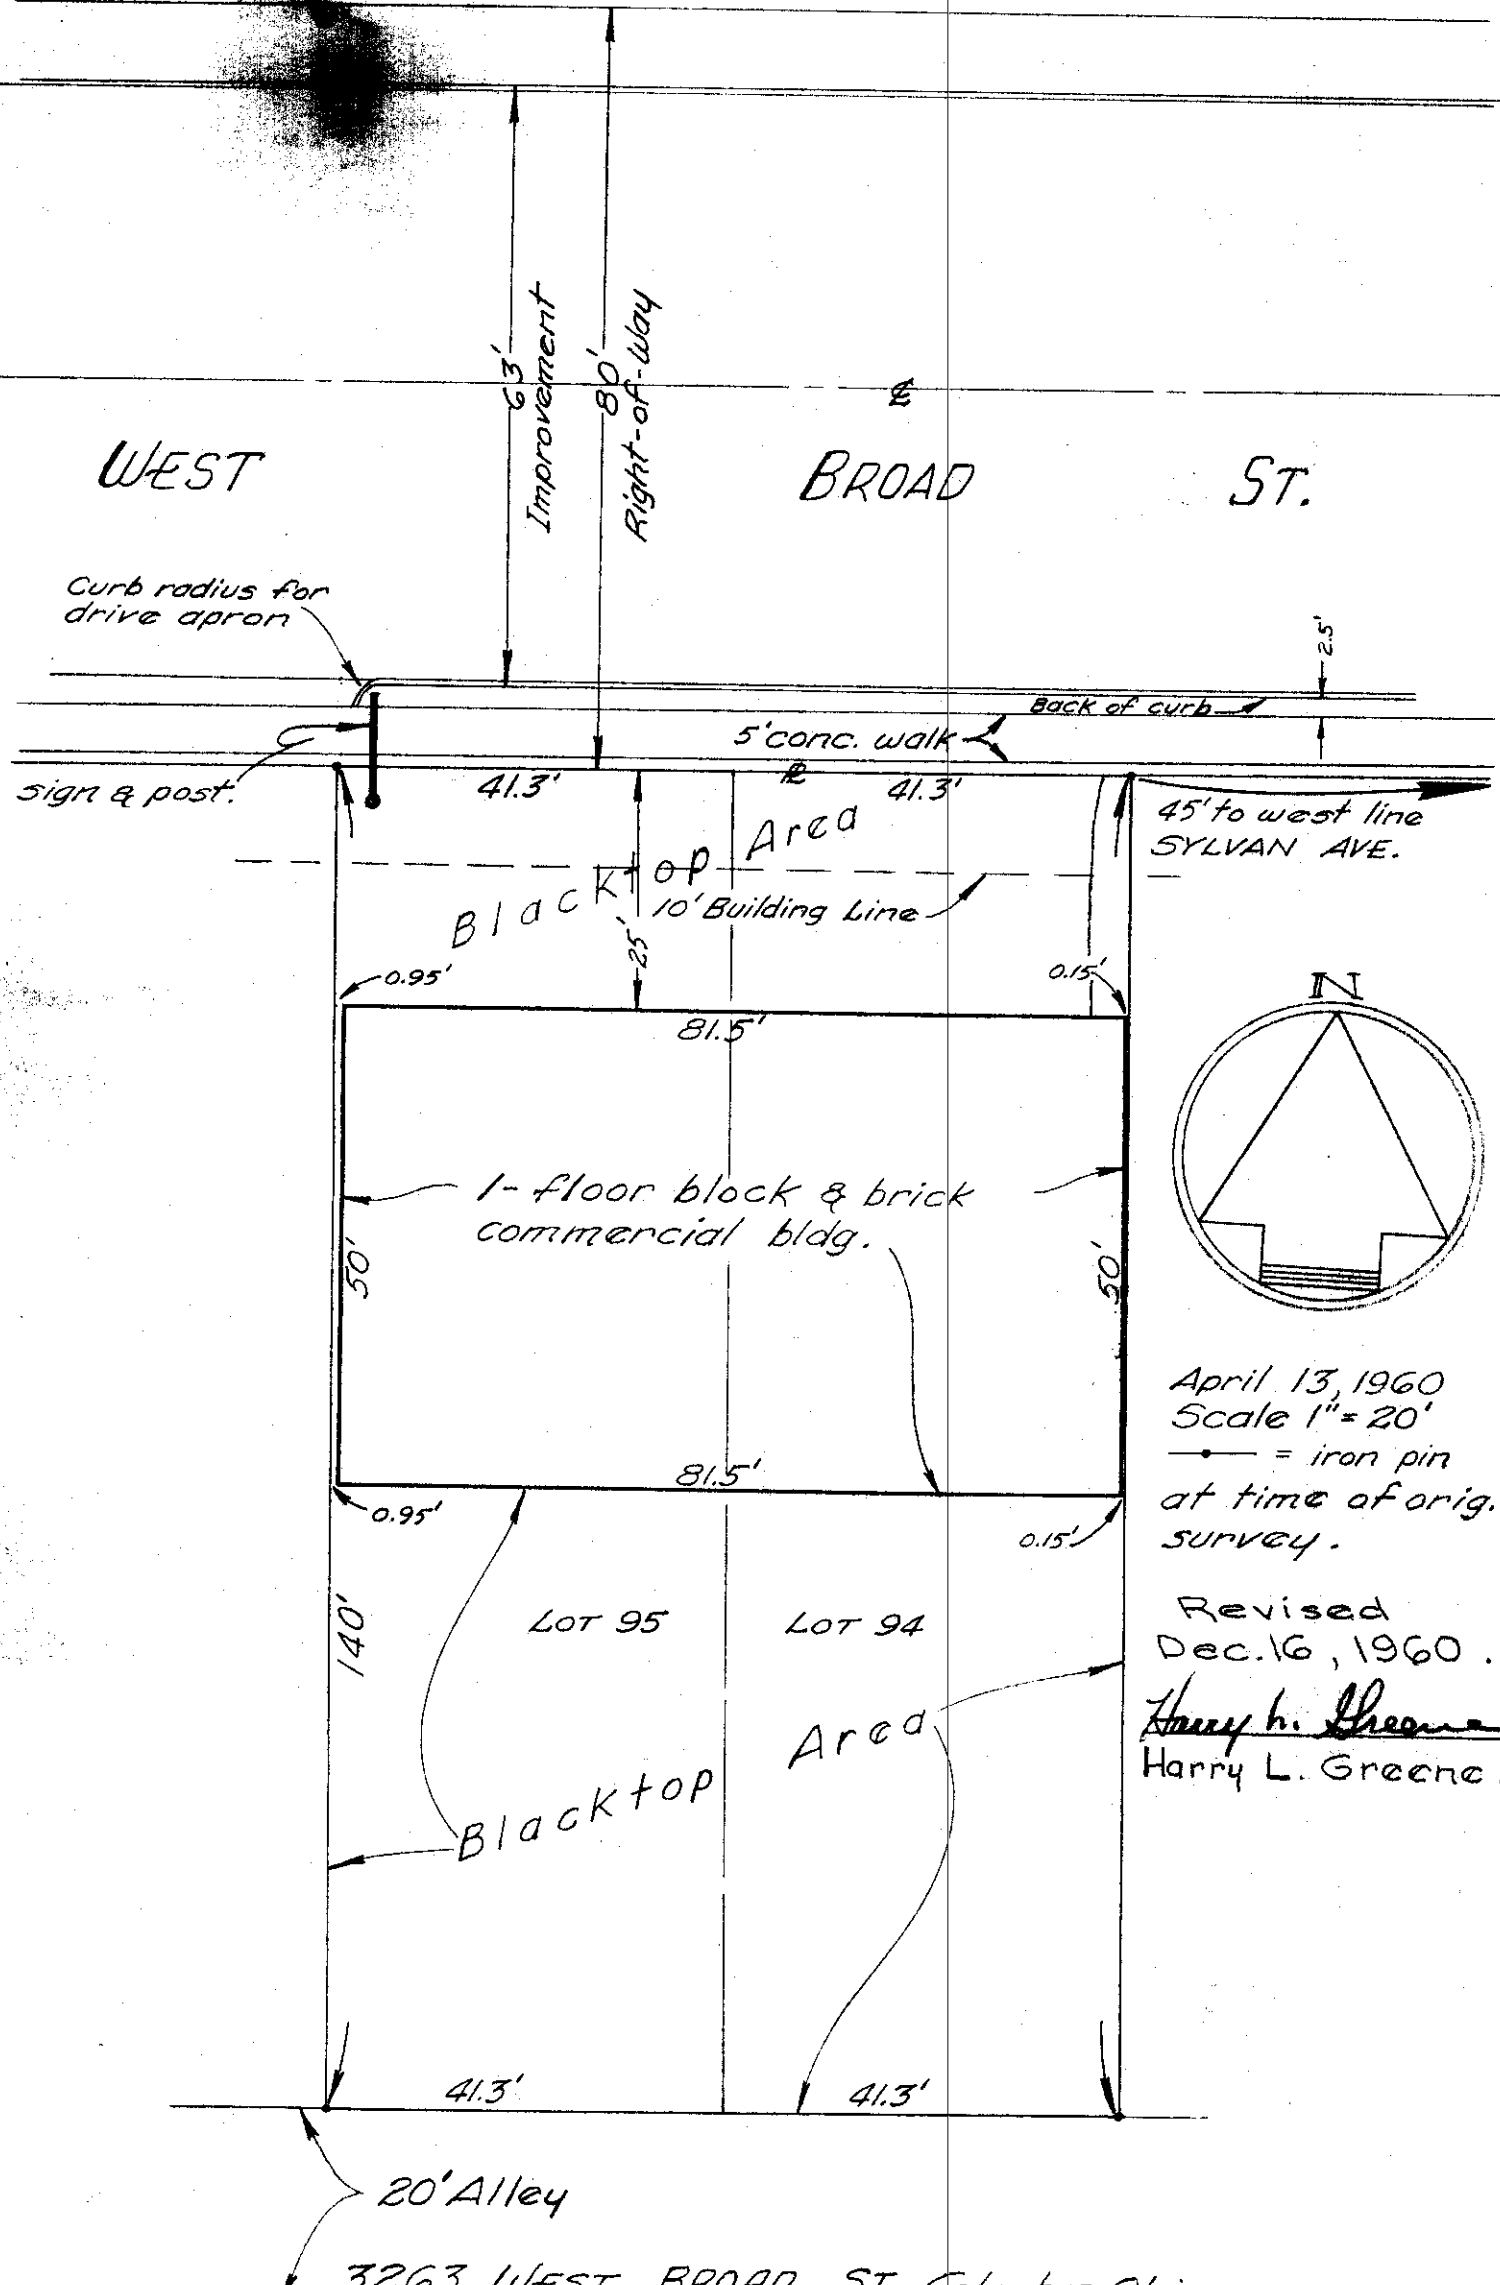 63'
Improvement
80'
Right-of-Way
℄
WEST BROAD ST.
Curb radius for
drive apron
2.5'
Back of curb
5' conc. walk
sign & post.
41.3'
℄
41.3'
45' to west line
SYLVAN AVE.
Blacktop Area
10' Building Line
25'
0.95'
0.15'
N
81.5'
1-floor block & brick
commercial bldg.
50'
50'
April 13, 1960
Scale 1" = 20'
= iron pin
at time of orig.
survey.
81.5'
0.95'
0.15'
140'
LOT 95
LOT 94
Revised
Dec. 16, 1960.
Harry L. Greene
Harry L. Greene.
Blacktop Area
41.3'
41.3'
20' Alley
3263 WEST BROAD ST.